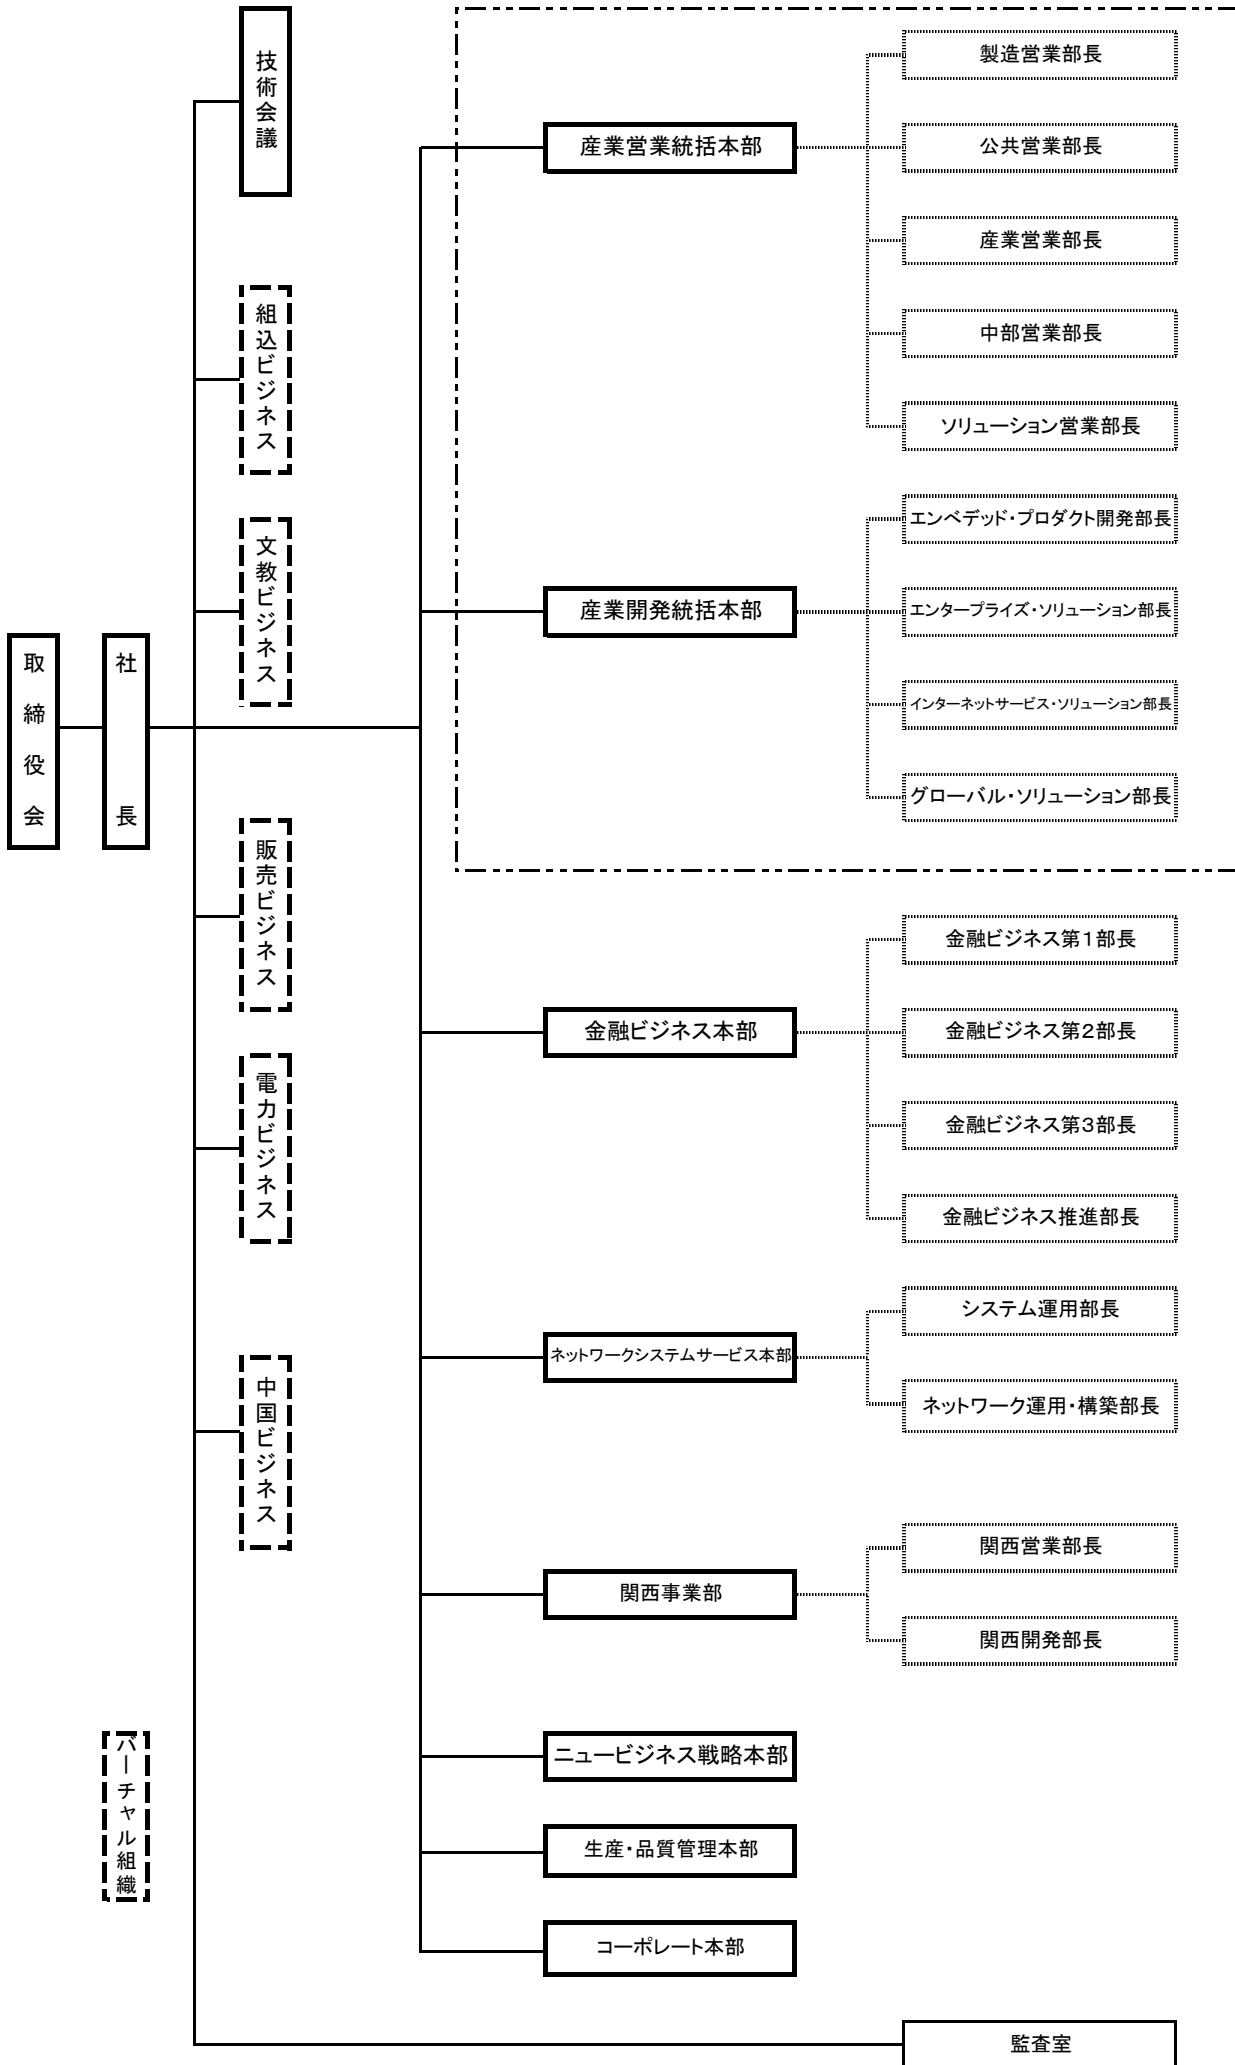 取締役会
社長
技術会議
組込ビジネス
文教ビジネス
販売ビジネス
電力ビジネス
中国ビジネス
バーチャル組織
産業営業統括本部
製造営業部長
公共営業部長
産業営業部長
中部営業部長
ソリューション営業部長
産業開発統括本部
エンベデッド・プロダクト開発部長
エンタープライズ・ソリューション部長
インターネットサービス・ソリューション部長
グローバル・ソリューション部長
金融ビジネス本部
金融ビジネス第1部長
金融ビジネス第2部長
金融ビジネス第3部長
金融ビジネス推進部長
ネットワークシステムサービス本部
システム運用部長
ネットワーク運用・構築部長
関西事業部
関西営業部長
関西開発部長
ニュービジネス戦略本部
生産・品質管理本部
コーポレート本部
監査室